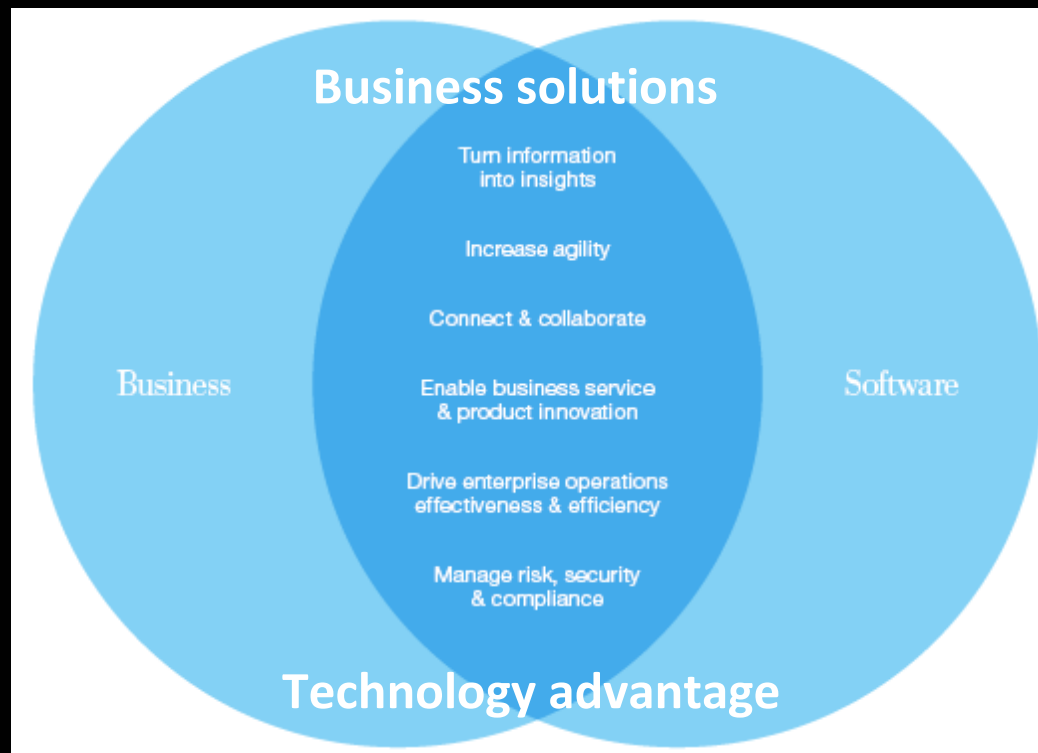 Business solutions
Turn information
into insights
Increase agility
Connect & collaborate
Business
Enable business service
& product innovation
Software
Drive enterprise operations
effectiveness & efficiency
Manage risk, security
& compliance
Technology advantage